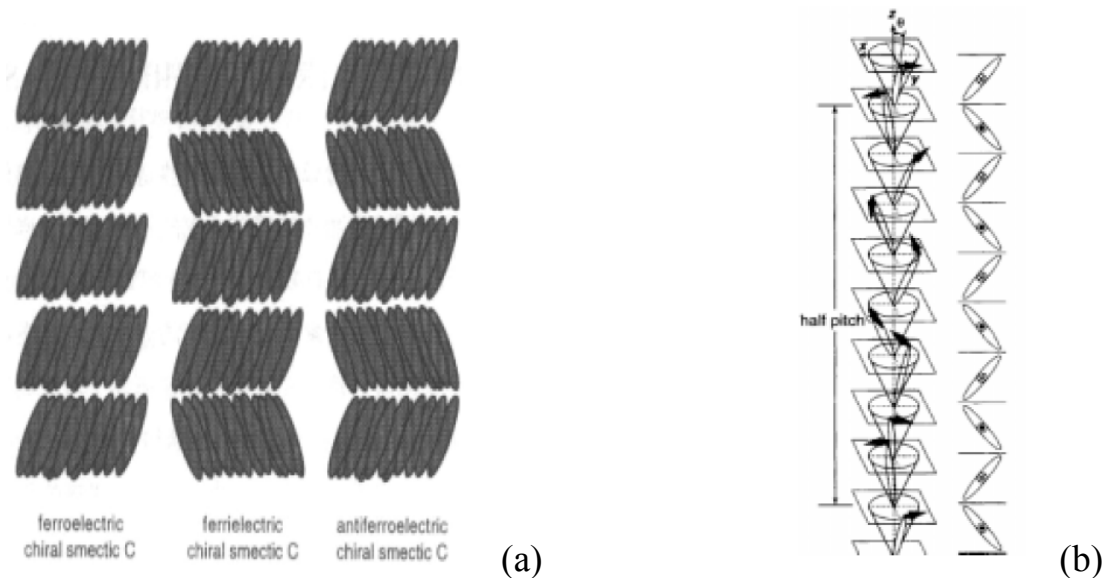 ferroelectric
chiral smectic C
ferrielectric
chiral smectic C
antiferroelectric
chiral smectic C
(a)
z
θ
x
y
half pitch
(b)